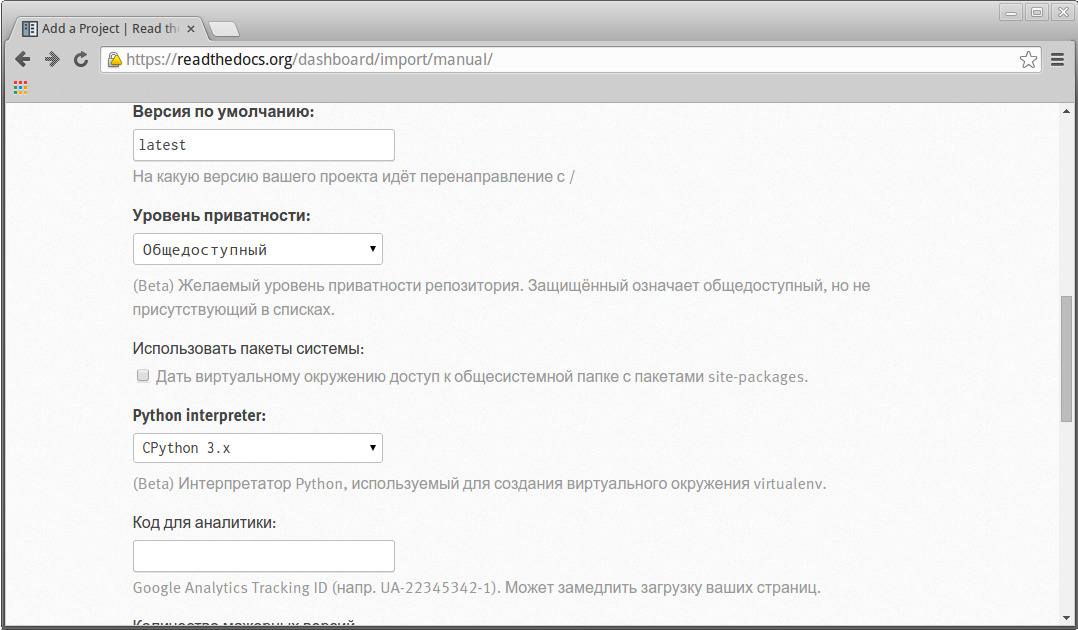 Add a Project | Read the
https://readthedocs.org/dashboard/import/manual/
Версия по умолчанию:
latest
На какую версию вашего проекта идёт перенаправление с /
Уровень приватности:
Общедоступный
(Beta) Желаемый уровень приватности репозитория. Защищённый означает общедоступный, но не
присутствующий в списках.
Использовать пакеты системы:
Дать виртуальному окружению доступ к общесистемной папке с пакетами site-packages.
Python interpreter:
CPython 3.x
(Beta) Интерпретатор Python, используемый для создания виртуального окружения virtualenv.
Код для аналитики:
Google Analytics Tracking ID (напр. UA-22345342-1). Может замедлить загрузку ваших страниц.
Количество мажорных версий